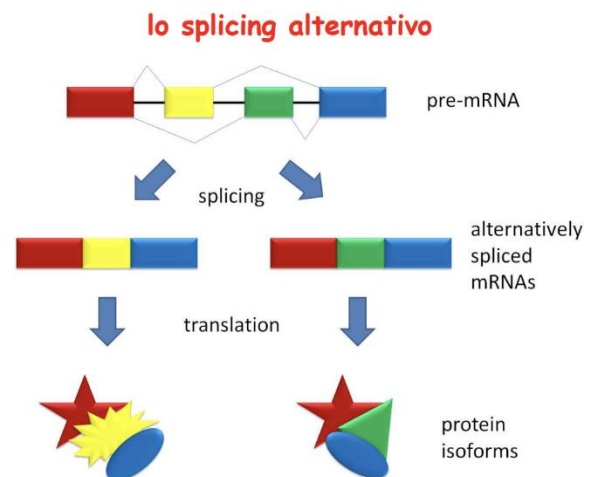 lo splicing alternativo
pre-mRNA
splicing
alternatively
spliced
mRNAs
translation
protein
isoforms